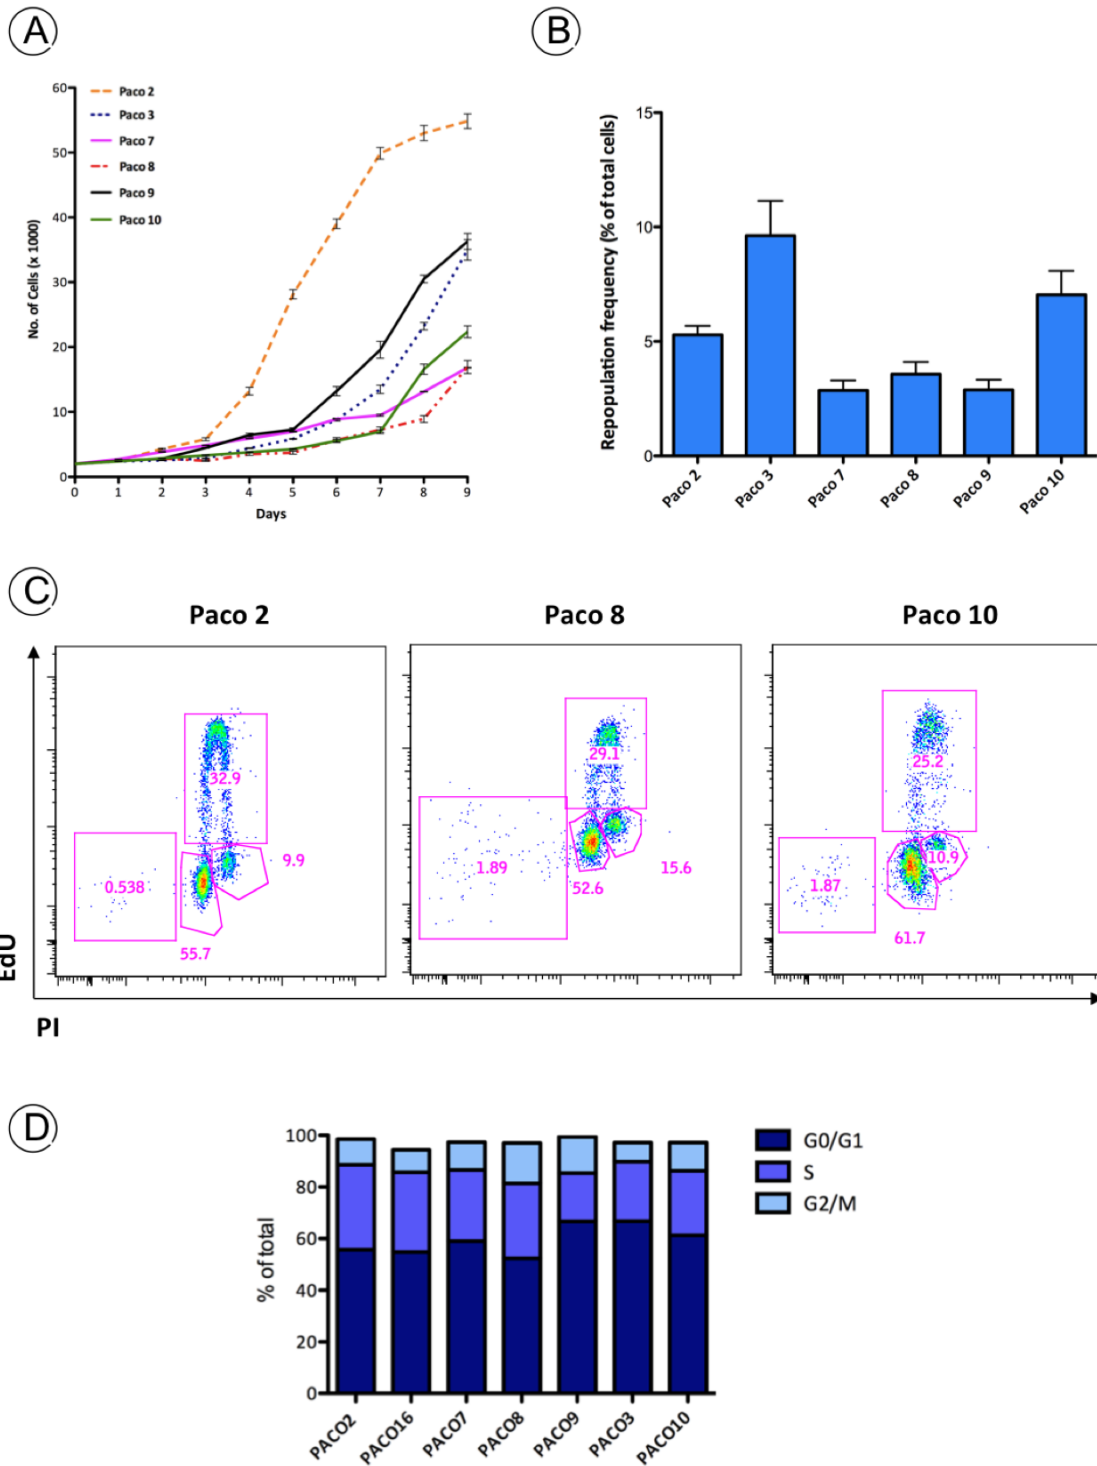 A
B
60
50
40
30
20
10
0
No. of Cells (x 1000)
Paco 2
Paco 3
Paco 7
Paco 8
Paco 9
Paco 10
0 1 2 3 4 5 6 7 8 9
Days
15
10
5
0
Repopulation frequency (% of total cells)
Paco 2 Paco 3 Paco 7 Paco 8 Paco 9 Paco 10
C
Paco 2 Paco 8 Paco 10
32.9
9.9
0.538
55.7
29.1
1.89
52.6
15.6
25.2
10.9
1.87
61.7
EdU
PI
D
100
80
60
40
20
0
% of total
G0/G1
S
G2/M
PACO2 PACO16 PACO7 PACO8 PACO9 PACO3 PACO10